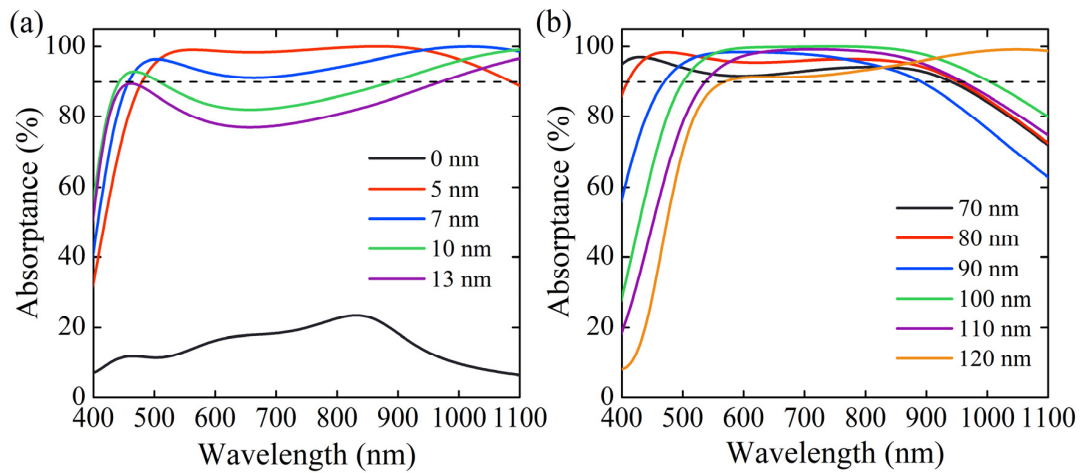 (a)
Absorptance (%)
100
80
60
40
20
0
0 nm
5 nm
7 nm
10 nm
13 nm
400 500 600 700 800 900 1000 1100
Wavelength (nm)
(b)
Absorptance (%)
100
80
60
40
20
0
70 nm
80 nm
90 nm
100 nm
110 nm
120 nm
400 500 600 700 800 900 1000 1100
Wavelength (nm)